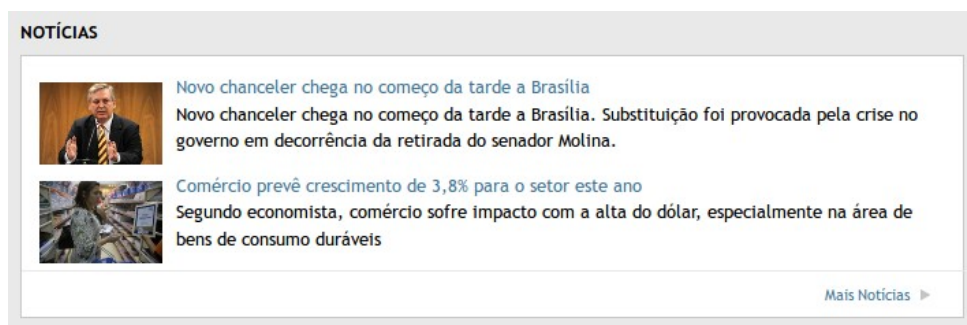 NOTÍCIAS
Novo chanceler chega no começo da tarde a Brasília
Novo chanceler chega no começo da tarde a Brasília. Substituição foi provocada pela crise no
governo em decorrência da retirada do senador Molina.
Comércio prevê crescimento de 3,8% para o setor este ano
Segundo economista, comércio sofre impacto com a alta do dólar, especialmente na área de
bens de consumo duráveis
Mais Notícias